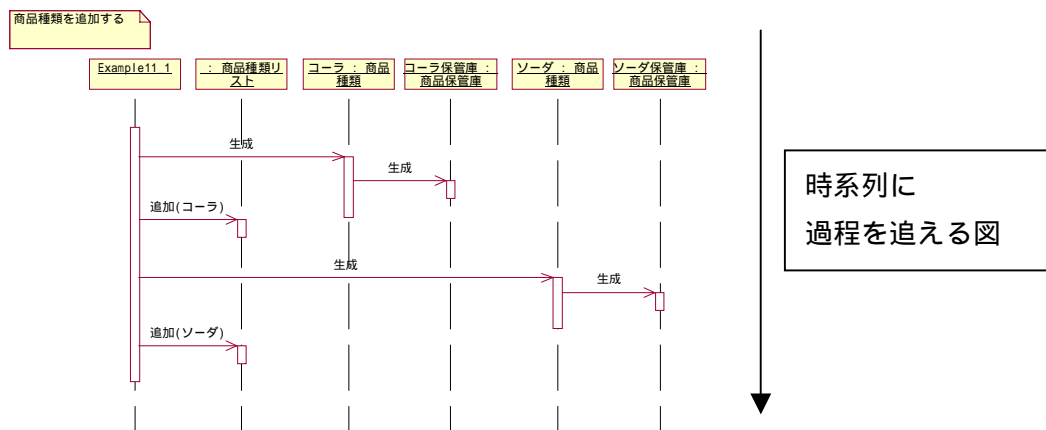 商品種類を追加する
Example11_1
: 商品種類リ
スト
コーラ : 商品
種類
コーラ保管庫 :
商品保管庫
ソーダ : 商品
種類
ソーダ保管庫 :
商品保管庫
生成
生成
追加(コーラ)
生成
生成
追加(ソーダ)
時系列に
過程を追える図